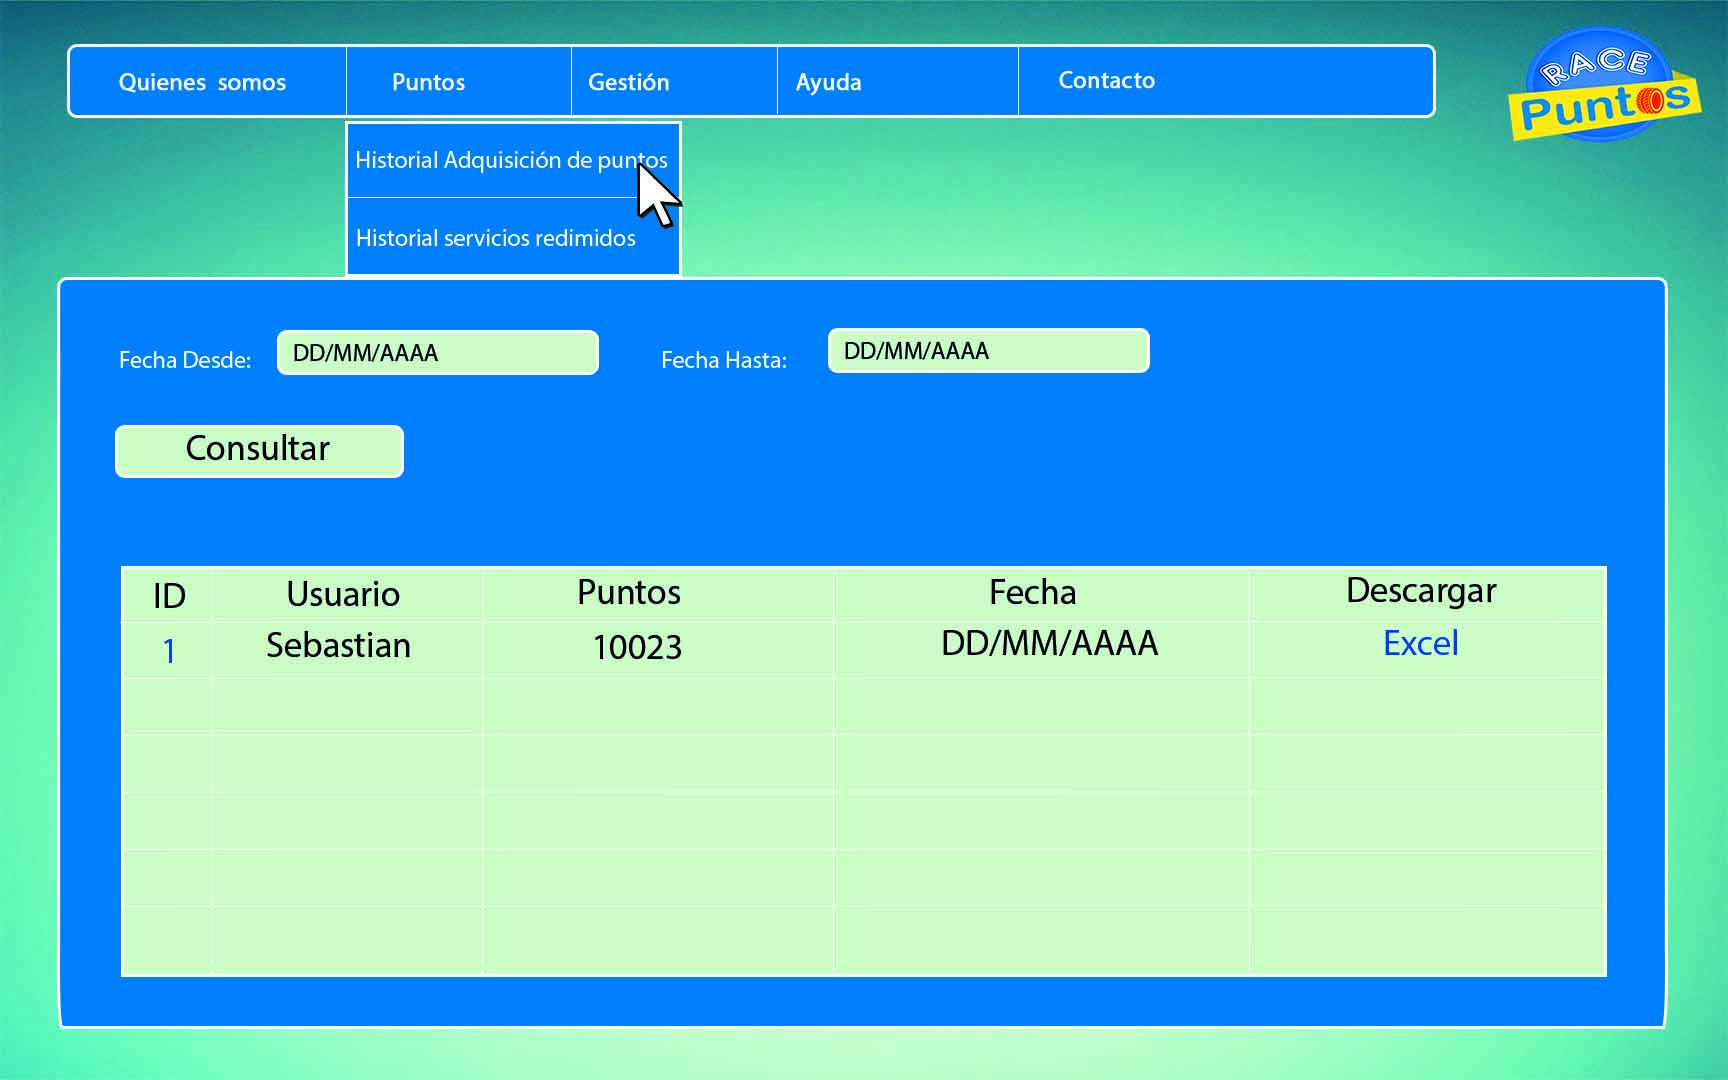 Quienes somos
Puntos
Gestión
Ayuda
Contacto
RACE
Puntos
Historial Adquisición de puntos
Historial servicios redimidos
Fecha Desde:
DD/MM/AAAA
Fecha Hasta:
DD/MM/AAAA
Consultar
ID
Usuario
Puntos
Fecha
Descargar
1
Sebastian
10023
DD/MM/AAAA
Excel